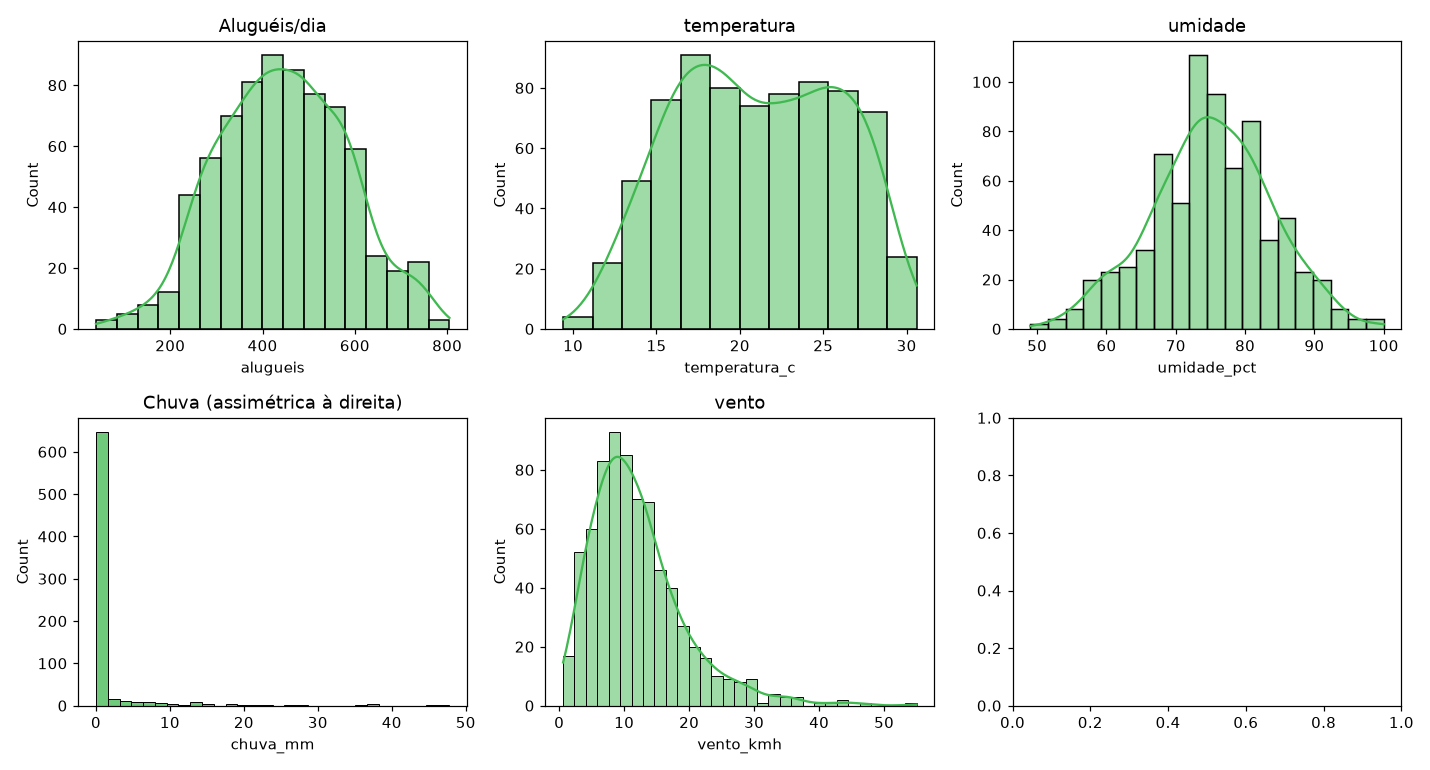 Aluguéis/dia
Count
80
60
40
20
0
200 400 600 800
alugueis
temperatura
Count
80
60
40
20
0
10 15 20 25 30
temperatura_c
umidade
Count
100
80
60
40
20
0
50 60 70 80 90 100
umidade_pct
Chuva (assimétrica à direita)
Count
600
500
400
300
200
100
0
0 10 20 30 40 50
chuva_mm
vento
Count
80
60
40
20
0
0 10 20 30 40 50
vento_kmh
1.0
0.8
0.6
0.4
0.2
0.0
0.0 0.2 0.4 0.6 0.8 1.0